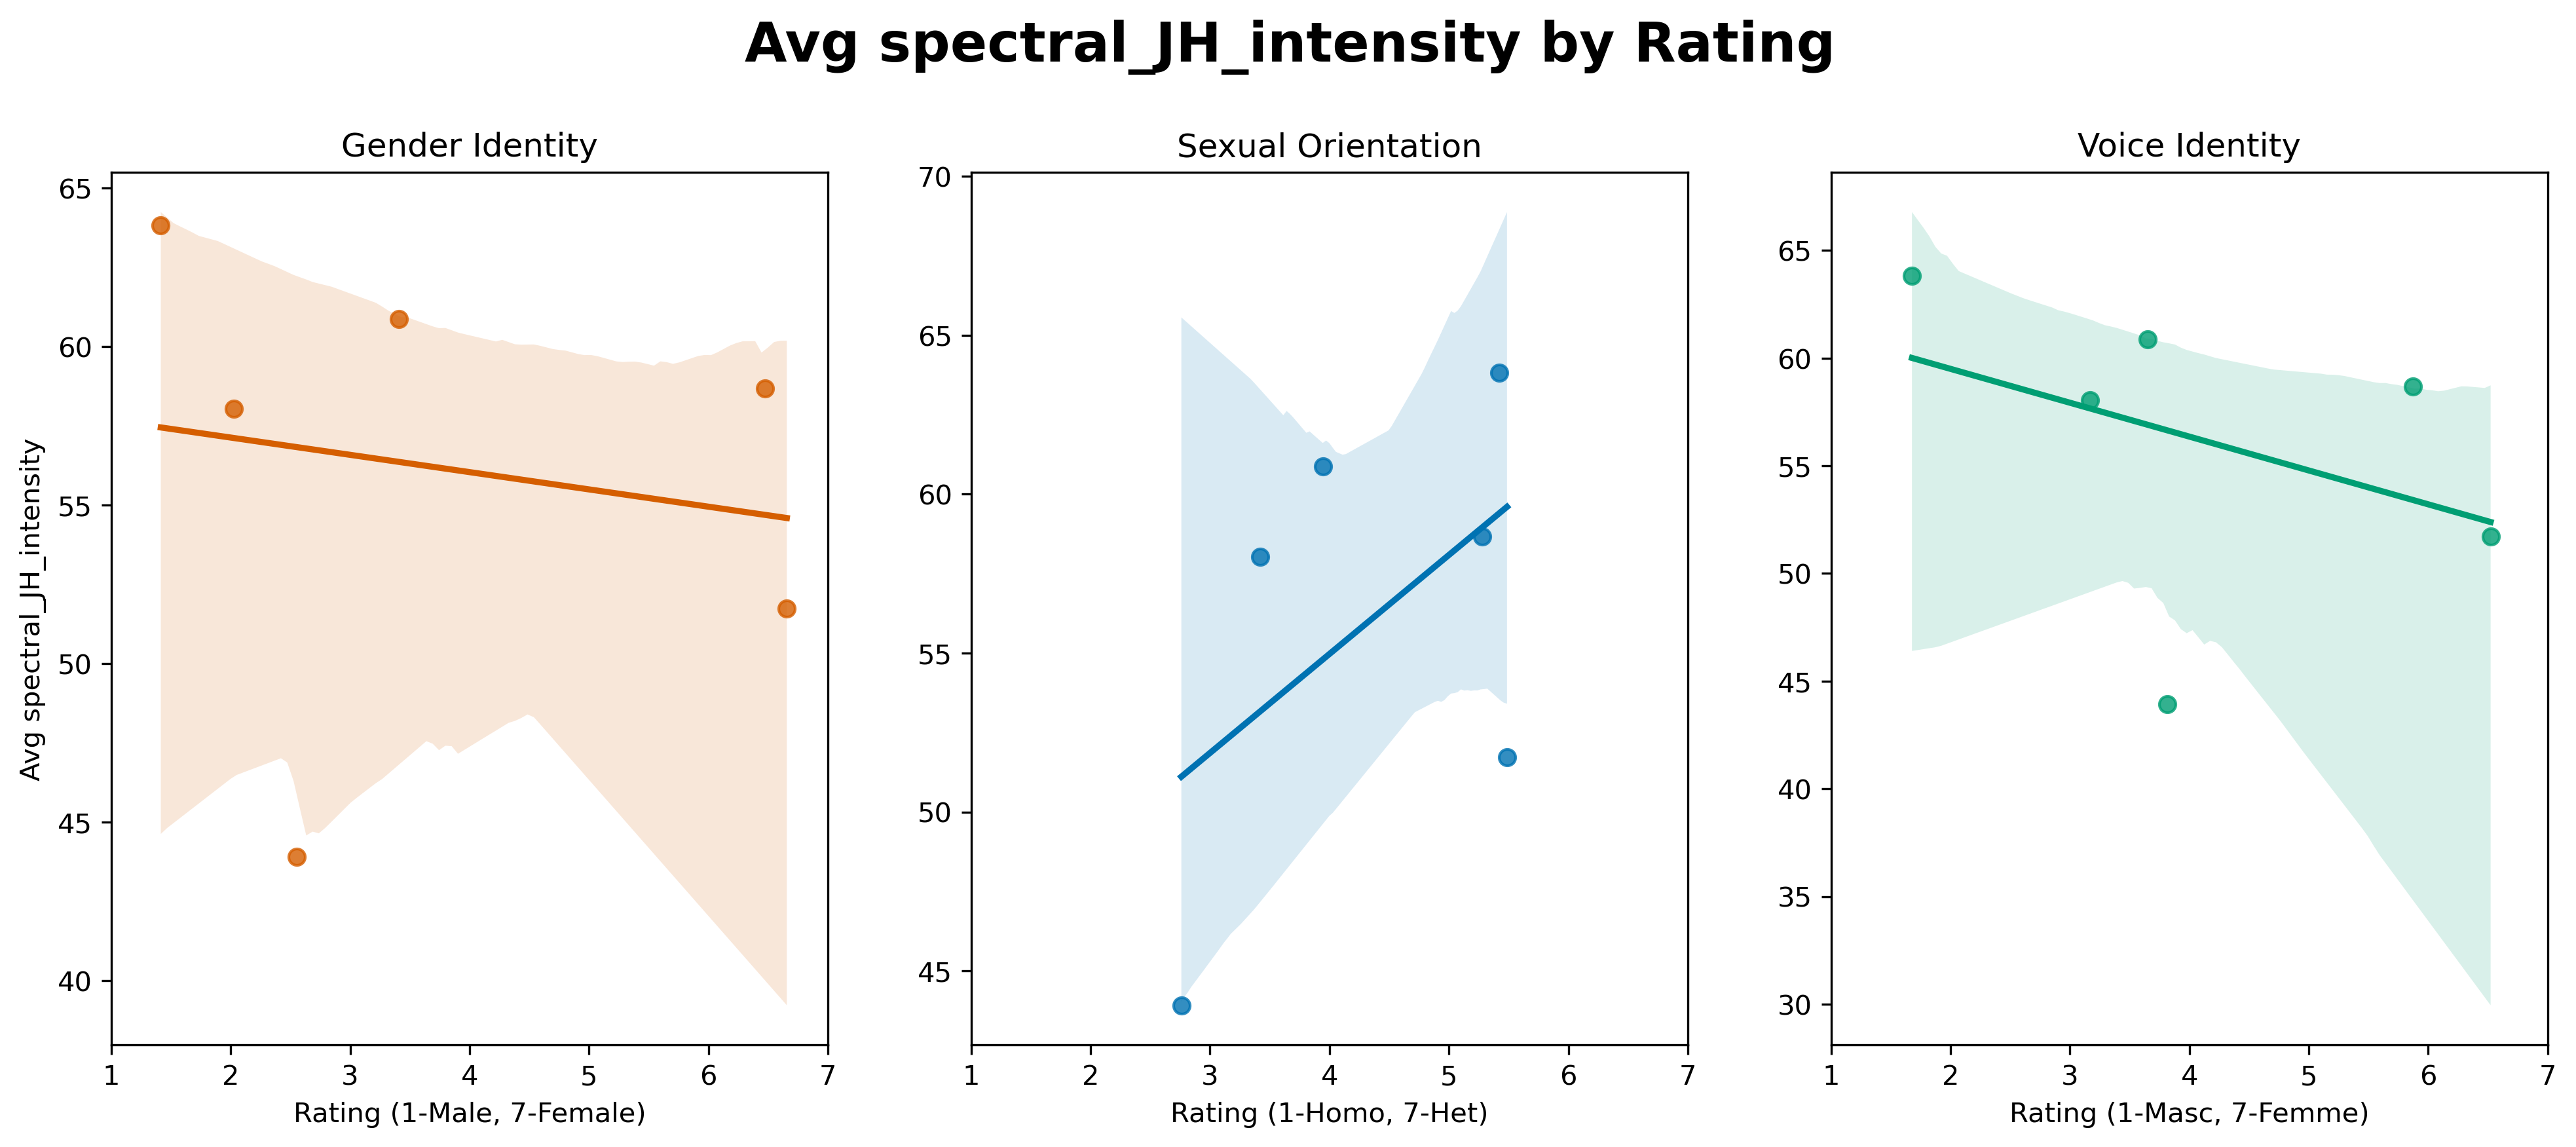 Avg spectral_JH_intensity by Rating
Gender Identity
Sexual Orientation
Voice Identity
Avg spectral_JH_intensity
65
60
55
50
45
40
1 2 3 4 5 6 7
Rating (1-Male, 7-Female)
70
65
60
55
50
45
1 2 3 4 5 6 7
Rating (1-Homo, 7-Het)
65
60
55
50
45
40
35
30
1 2 3 4 5 6 7
Rating (1-Masc, 7-Femme)